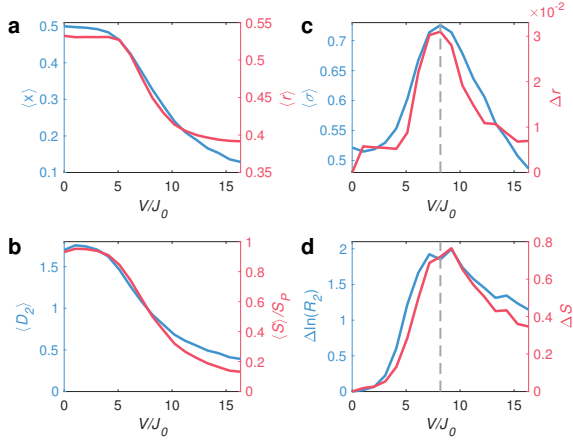 a
0.5
0.4
0.3
0.2
0.1
⟨x⟩
0.55
0.5
0.45
0.4
0.35
⟨r⟩
0 5 10 15
V/J₀
c
0.7
0.65
0.6
0.55
0.5
⟨σ⟩
×10⁻²
3
2
1
0
Δr
0 5 10 15
V/J₀
b
1.5
1
0.5
0
⟨D₂⟩
1
0.8
0.6
0.4
0.2
0
⟨S⟩/S_P
0 5 10 15
V/J₀
d
2
1.5
1
0.5
0
Δln(R₂)
0.8
0.6
0.4
0.2
0
ΔS
0 5 10 15
V/J₀